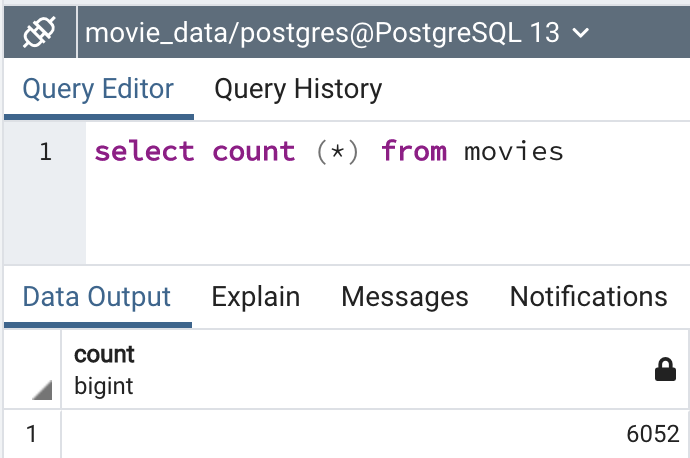 movie_data/postgres@PostgreSQL 13
Query Editor Query History
1 select count (*) from movies
Data Output Explain Messages Notifications
count
bigint
1 6052